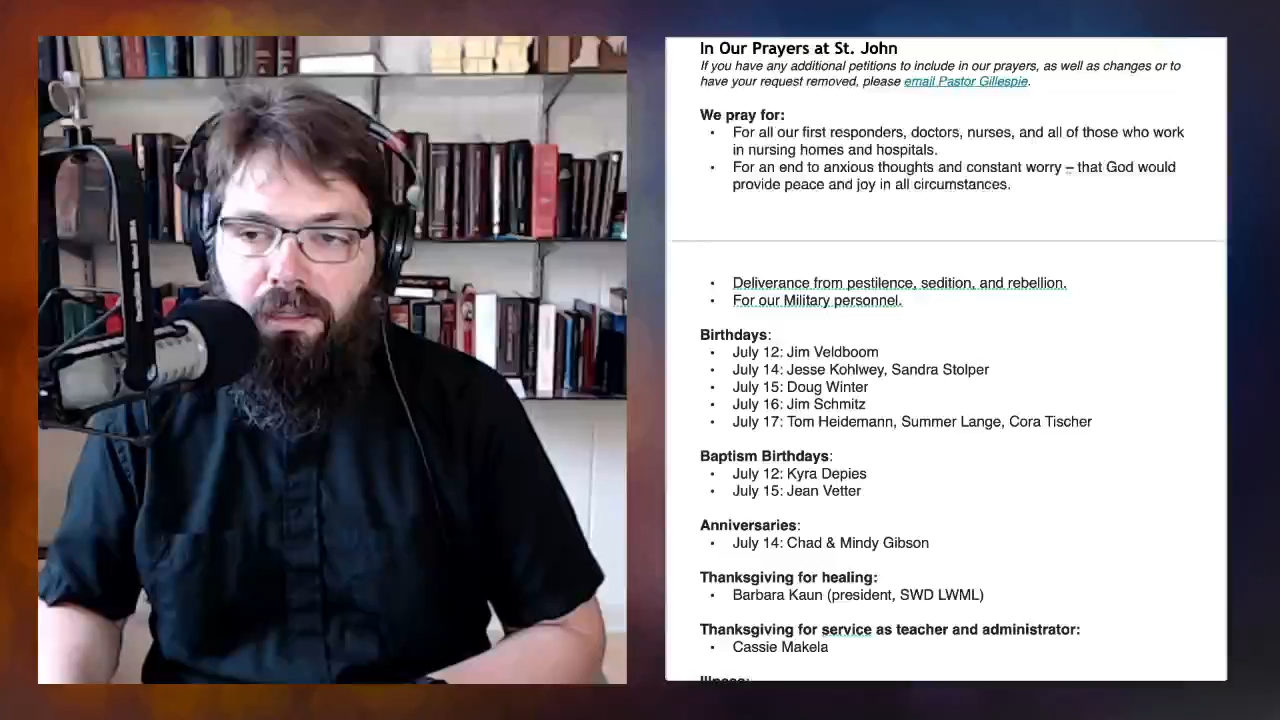 In Our Prayers at St. John
If you have any additional petitions to include in our prayers, as well as changes or to
have your request removed, please email Pastor Gillespie.
We pray for:
• For all our first responders, doctors, nurses, and all of those who work
in nursing homes and hospitals.
• For an end to anxious thoughts and constant worry – that God would
provide peace and joy in all circumstances.
• Deliverance from pestilence, sedition, and rebellion.
• For our Military personnel.
Birthdays:
• July 12: Jim Veldboom
• July 14: Jesse Kohlwey, Sandra Stolper
• July 15: Doug Winter
• July 16: Jim Schmitz
• July 17: Tom Heidemann, Summer Lange, Cora Tischer
Baptism Birthdays:
• July 12: Kyra Depies
• July 15: Jean Vetter
Anniversaries:
• July 14: Chad & Mindy Gibson
Thanksgiving for healing:
• Barbara Kaun (president, SWD LWML)
Thanksgiving for service as teacher and administrator:
• Cassie Makela
Illness: